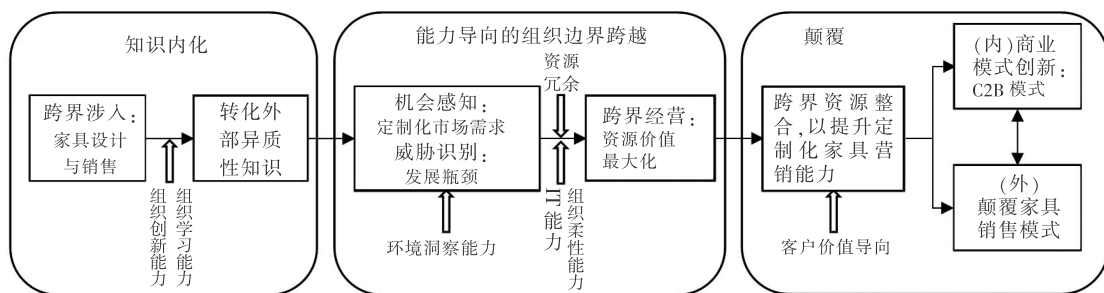 知识内化
跨界涉入：
家具设计
与销售
组织创新能力
组织学习能力
转化外
部异质
性知识
能力导向的组织边界跨越
机会感知：
定制化市场需求
威胁识别：
发展瓶颈
环境洞察能力
资源
冗余
IT能力
组织柔性能力
跨界经营：
资源价值
最大化
颠覆
跨界资源整
合,以提升定
制化家具营
销能力
客户价值导向
(内)商业
模式创新：
C2B 模式
(外)
颠覆家具
销售模式